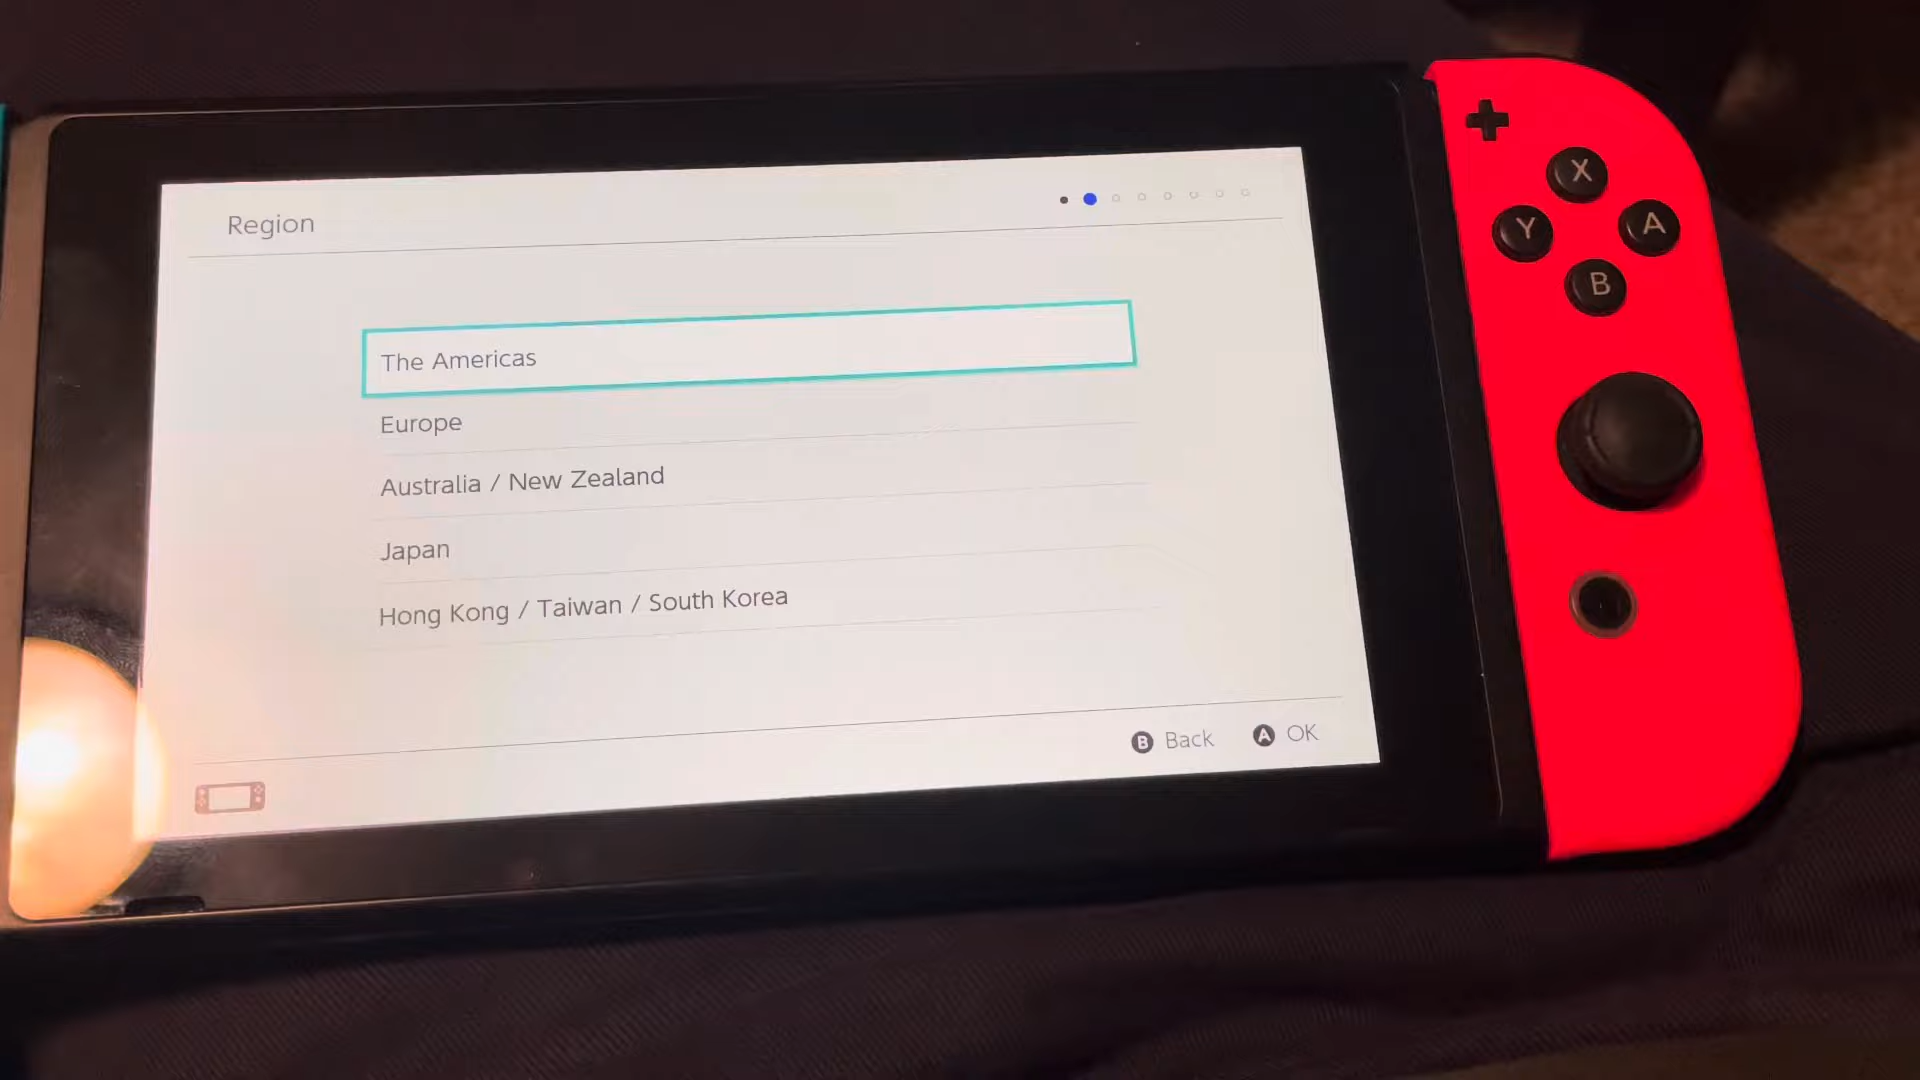 Region
The Americas
Europe
Australia / New Zealand
Japan
Hong Kong / Taiwan / South Korea
B Back A OK
X
Y
A
B